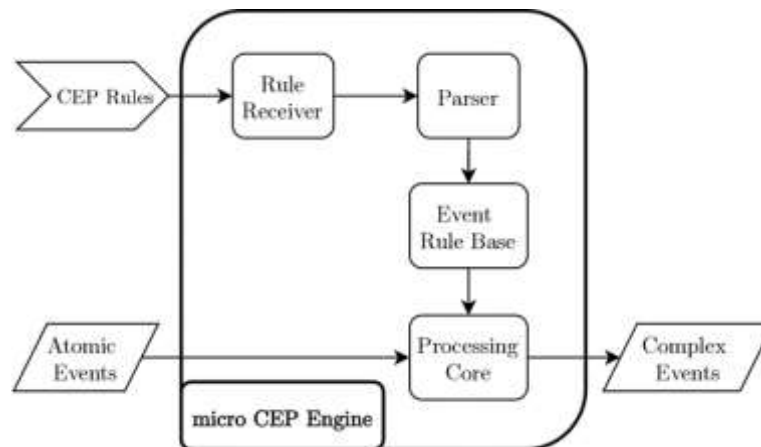 CEP Rules
Rule
Receiver
Parser
Event
Rule Base
Atomic
Events
Processing
Core
Complex
Events
micro CEP Engine